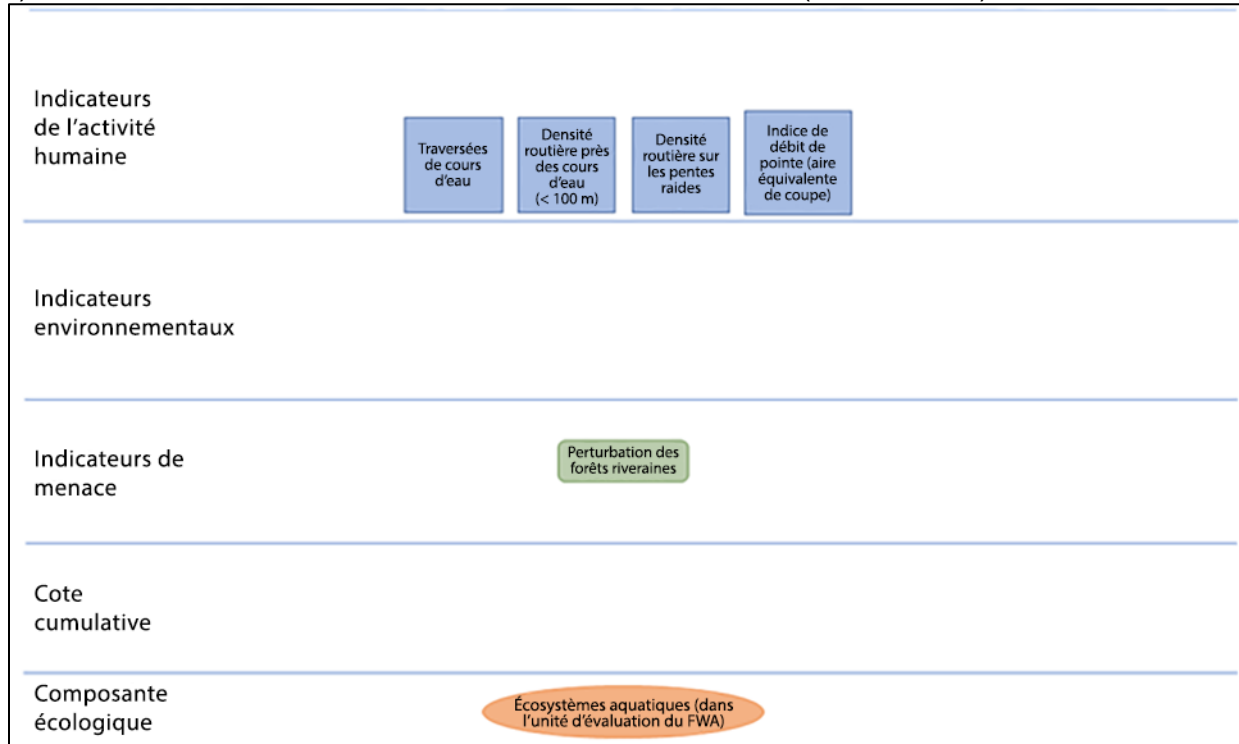 Indicateurs
de l'activité
humaine
Traversées
de cours
d'eau
Densité
routière près
des cours
d'eau
(< 100 m)
Densité
routière sur
les pentes
raides
Indice de
débit de
pointe (aire
équivalente
de coupe)
Indicateurs
environnementaux
Indicateurs de
menace
Perturbation des
forêts riveraines
Cote
cumulative
Composante
écologique
Écosystèmes aquatiques (dans
l'unité d'évaluation du FWA)